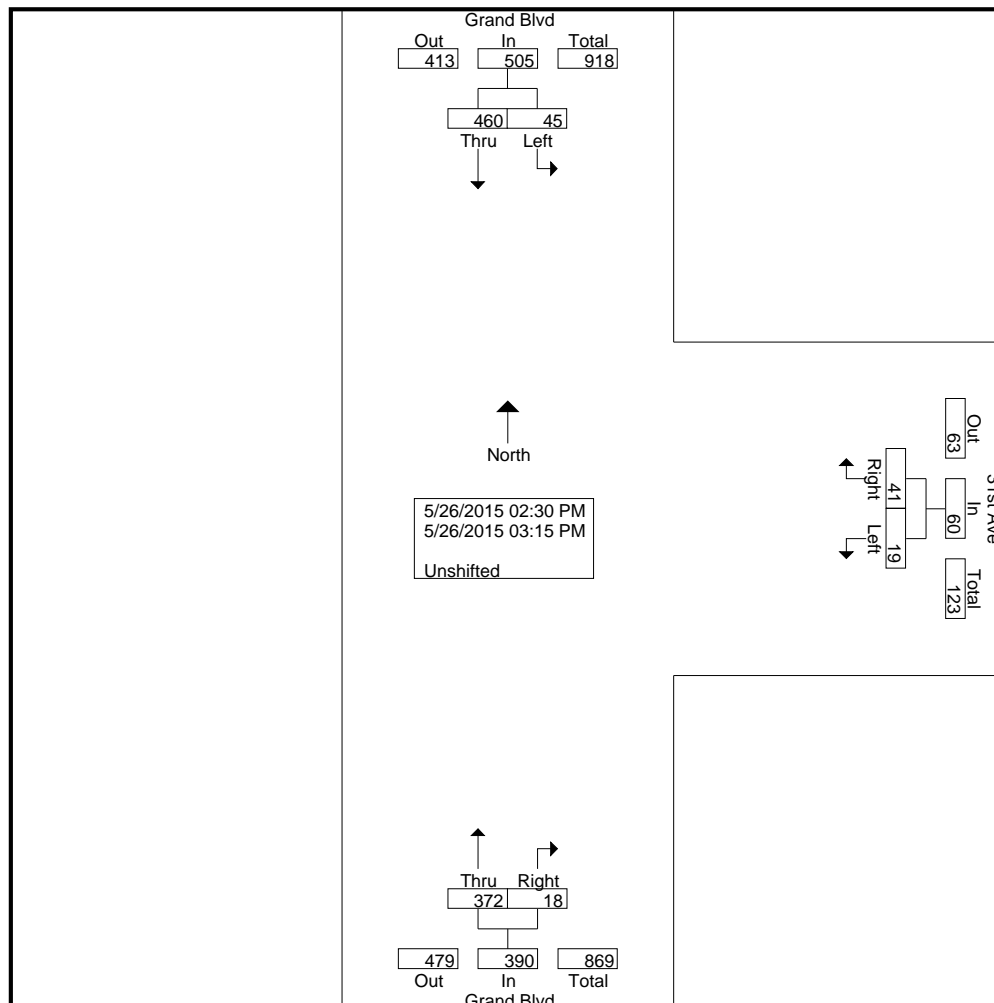 Grand Blvd
Out In Total
413 505 918
460 45
Thru Left
North
5/26/2015 02:30 PM
5/26/2015 03:15 PM
Unshifted
31st Ave
Out In Total
63 60 123
41 19
Right Left
Thru Right
372 18
479 390 869
Out In Total
Grand Blvd